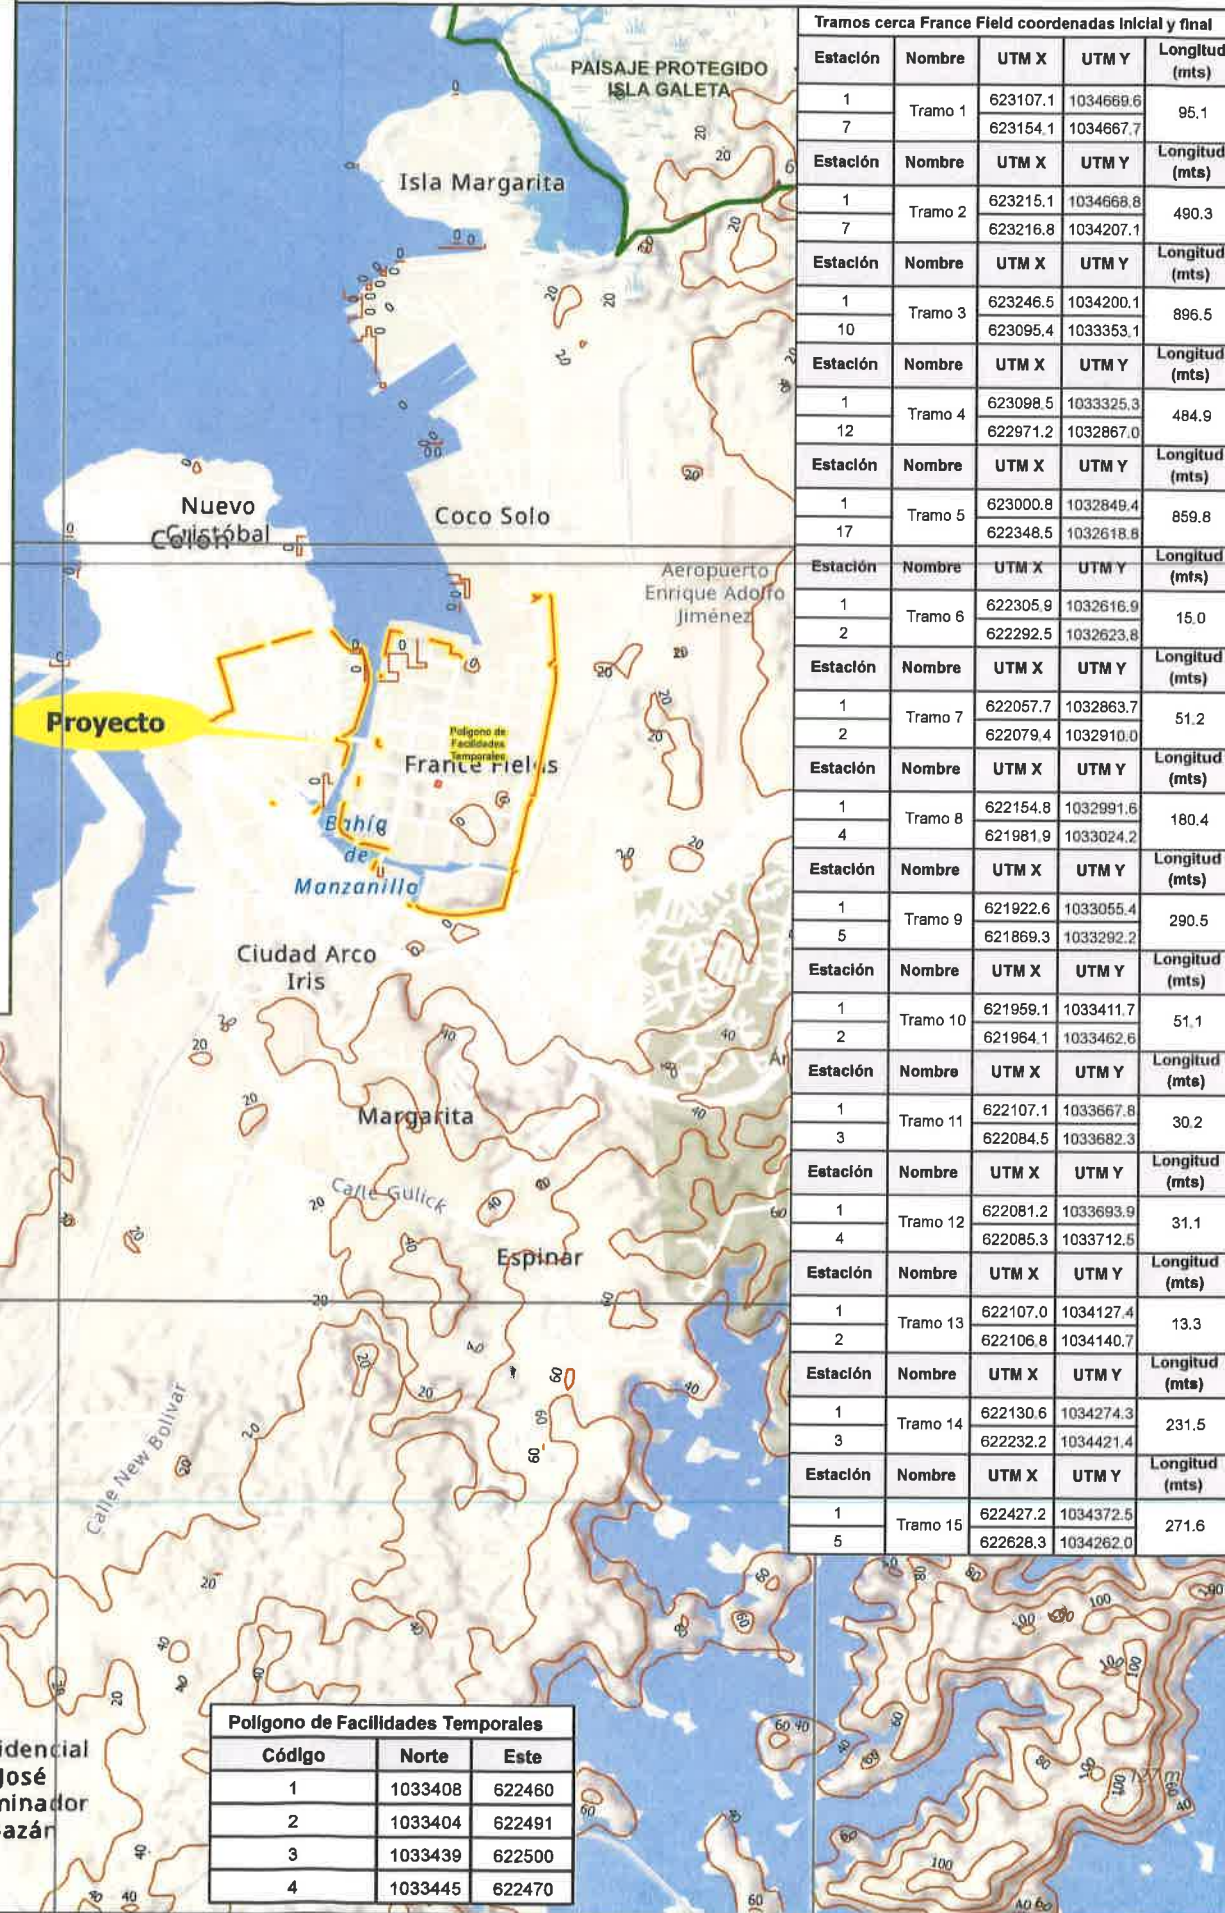 Tramos cerca France Field coordenadas inicial y final
Estación Nombre UTM X UTM Y Longitud (mts)
1 Tramo 1 623107.1 1034669.6 95.1
7 623154.1 1034667.7
Estación Nombre UTM X UTM Y Longitud (mts)
1 Tramo 2 623215.1 1034668.8 490.3
7 623216.8 1034207.1
Estación Nombre UTM X UTM Y Longitud (mts)
1 Tramo 3 623246.5 1034200.1 896.5
10 623095.4 1033353.1
Estación Nombre UTM X UTM Y Longitud (mts)
1 Tramo 4 623098.5 1033325.3 484.9
12 622971.2 1032867.0
Estación Nombre UTM X UTM Y Longitud (mts)
1 Tramo 5 623000.8 1032849.4 859.8
17 622348.5 1032618.8
Estación Nombre UTM X UTM Y Longitud (mts)
1 Tramo 6 622305.9 1032616.9 15.0
2 622292.5 1032623.8
Estación Nombre UTM X UTM Y Longitud (mts)
1 Tramo 7 622057.7 1032863.7 51.2
2 622079.4 1032910.0
Estación Nombre UTM X UTM Y Longitud (mts)
1 Tramo 8 622154.8 1032991.6 180.4
4 621981.9 1033024.2
Estación Nombre UTM X UTM Y Longitud (mts)
1 Tramo 9 621922.6 1033055.4 290.5
5 621869.3 1033292.2
Estación Nombre UTM X UTM Y Longitud (mts)
1 Tramo 10 621959.1 1033411.7 51.1
2 621964.1 1033462.6
Estación Nombre UTM X UTM Y Longitud (mts)
1 Tramo 11 622107.1 1033667.8 30.2
3 622084.5 1033682.3
Estación Nombre UTM X UTM Y Longitud (mts)
1 Tramo 12 622081.2 1033693.9 31.1
4 622085.3 1033712.5
Estación Nombre UTM X UTM Y Longitud (mts)
1 Tramo 13 622107.0 1034127.4 13.3
2 622106.8 1034140.7
Estación Nombre UTM X UTM Y Longitud (mts)
1 Tramo 14 622130.6 1034274.3 231.5
3 622232.2 1034421.4
Estación Nombre UTM X UTM Y Longitud (mts)
1 Tramo 15 622427.2 1034372.5 271.6
5 622628.3 1034262.0
PAISAJE PROTEGIDO
ISLA GALETA
Isla Margarita
Nuevo
Cristóbal
Colón
Coco Solo
Aeropuerto
Enrique Adolfo
Jiménez
Proyecto
Polígono de
Facilidades
Temporales
France Field
Bahía
de
Manzanillo
Ciudad Arco
Iris
Margarita
Calle Gulick
Espinar
Calle New Bolivar
idencial
José
minador
azán
127 m
Polígono de Facilidades Temporales
Código Norte Este
1 1033408 622460
2 1033404 622491
3 1033439 622500
4 1033445 622470